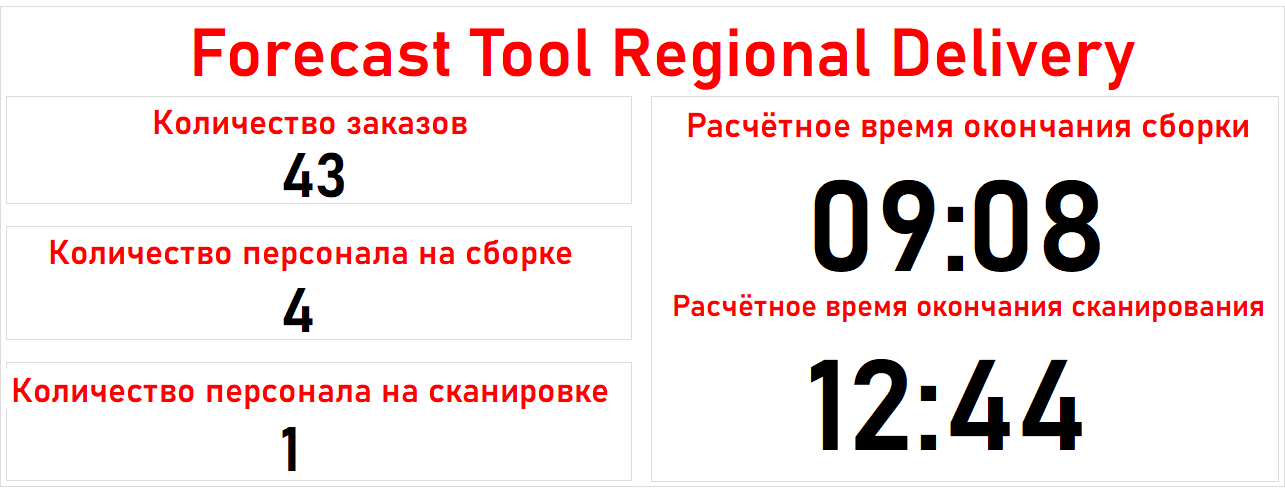 Forecast Tool Regional Delivery
Количество заказов
43
Количество персонала на сборке
4
Количество персонала на сканировке
1
Расчётное время окончания сборки
09:08
Расчётное время окончания сканирования
12:44